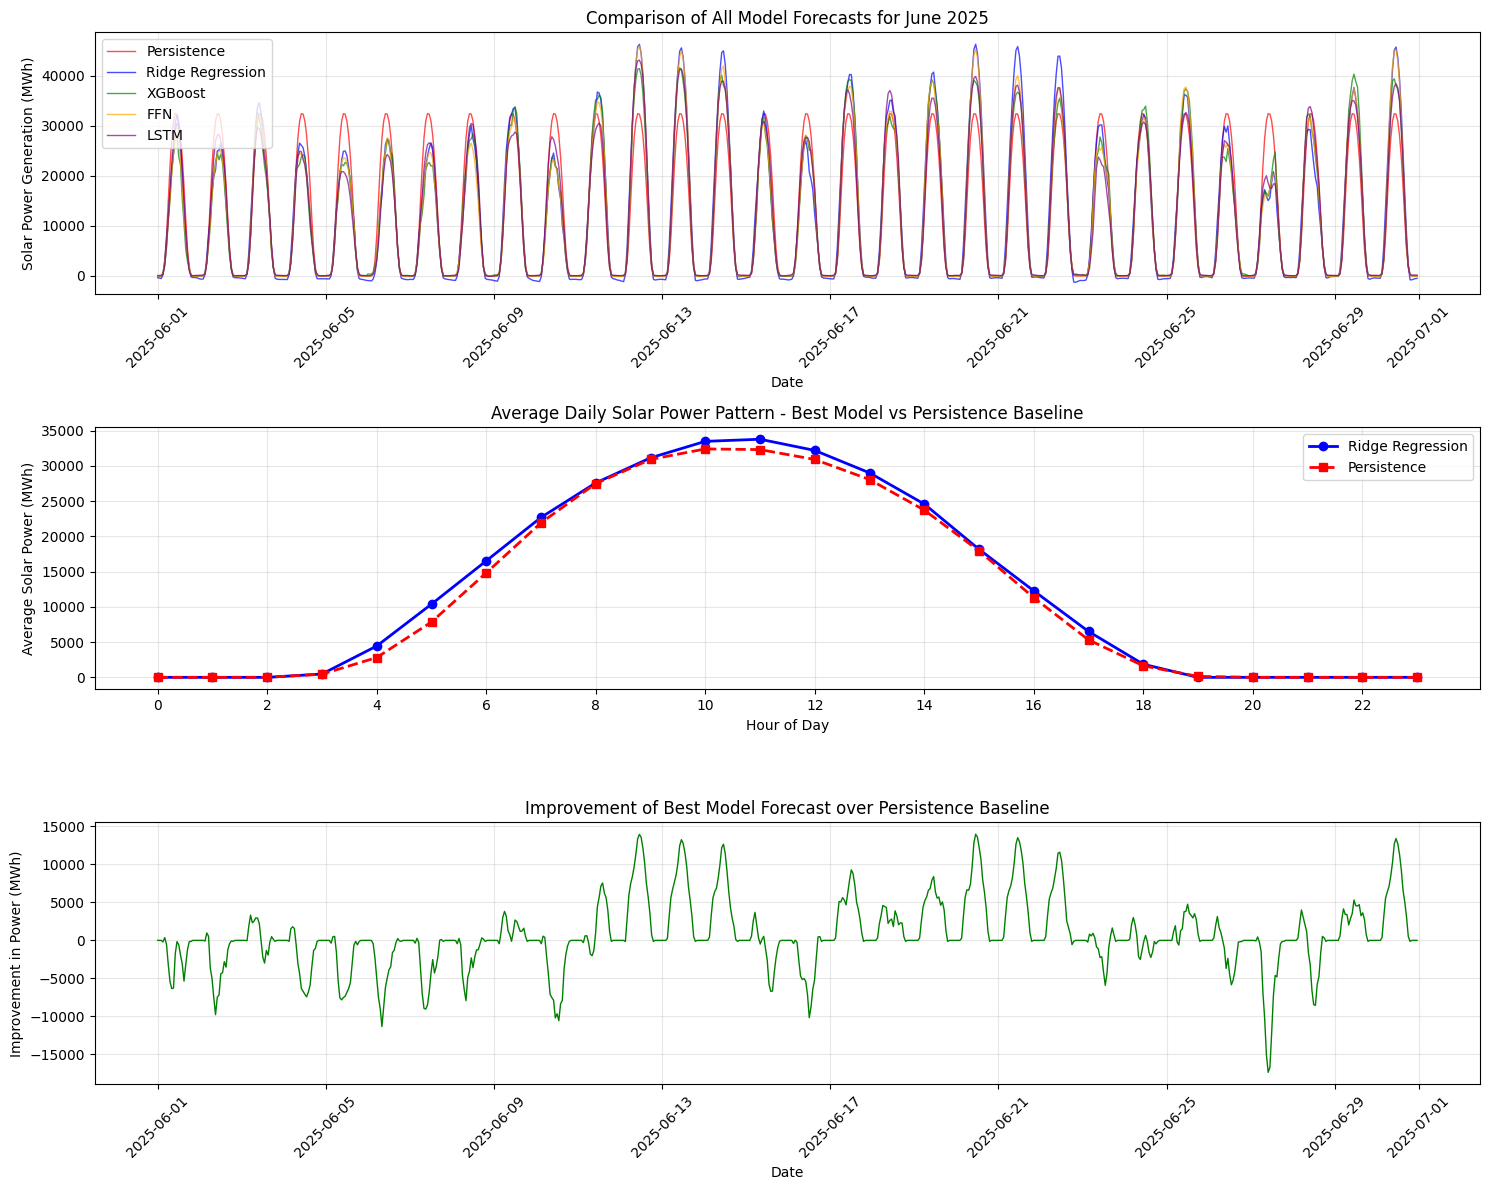 Comparison of All Model Forecasts for June 2025
Solar Power Generation (MWh)
40000
30000
20000
10000
0
Persistence
Ridge Regression
XGBoost
FFN
LSTM
2025-06-01
2025-06-05
2025-06-09
2025-06-13
2025-06-17
2025-06-21
2025-06-25
2025-06-29
2025-07-01
Date
Average Daily Solar Power Pattern - Best Model vs Persistence Baseline
Average Solar Power (MWh)
35000
30000
25000
20000
15000
10000
5000
0
Ridge Regression
Persistence
0 2 4 6 8 10 12 14 16 18 20 22
Hour of Day
Improvement of Best Model Forecast over Persistence Baseline
Improvement in Power (MWh)
15000
10000
5000
0
−5000
−10000
−15000
2025-06-01
2025-06-05
2025-06-09
2025-06-13
2025-06-17
2025-06-21
2025-06-25
2025-06-29
2025-07-01
Date